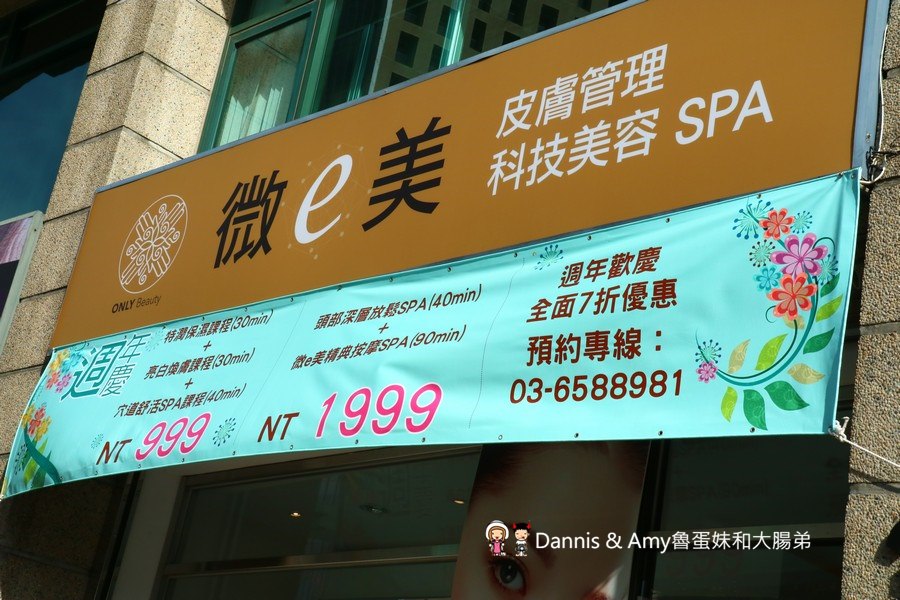 微e美
皮膚管理
科技美容 SPA
ONLY Beauty
週年慶
特潤保濕課程(30min)
+
亮白煥膚課程(30min)
+
穴道舒活SPA課程(40min)
NT 999
頭部深層放鬆SPA(40min)
+
微e美精典按摩SPA(90min)
NT 1999
週年歡慶
全面7折優惠
預約專線：
03-6588981
Dannis & Amy魯蛋妹和大腸弟